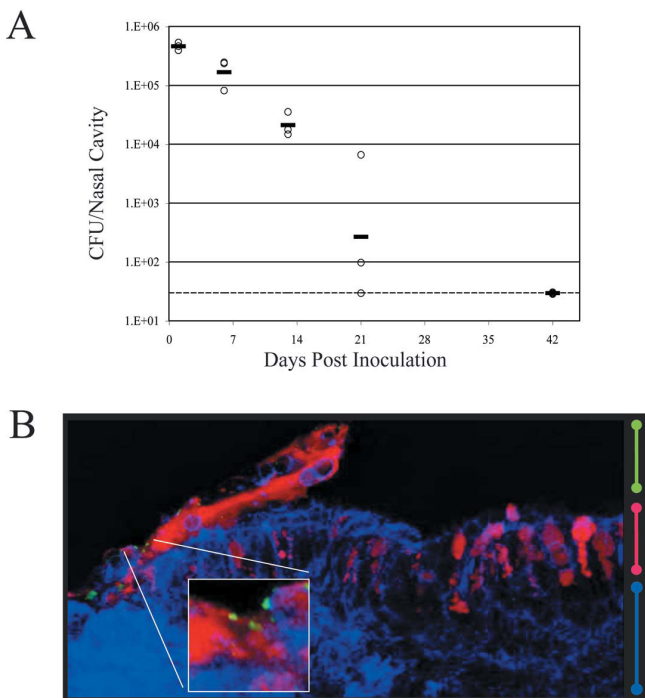 A
1.E+06
1.E+05
1.E+04
1.E+03
1.E+02
1.E+01
CFU/Nasal Cavity
0 7 14 21 28 35 42
Days Post Inoculation
B